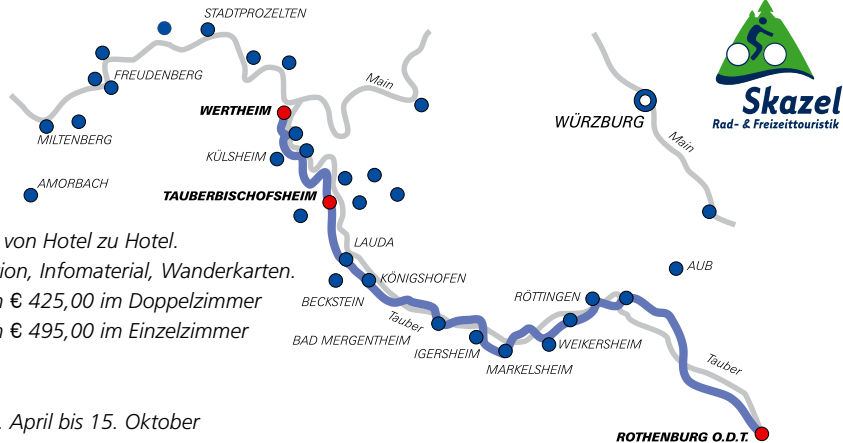 STADTPROZELTEN
FREUDENBERG
Main
WERTHEIM
MILTENBERG
KÜLSHEIM
AMORBACH
TAUBERBISCHOFSHEIM
WÜRZBURG
Main
Skazel
Rad- & Freizeittouristik
von Hotel zu Hotel.
Infomaterial, Wanderkarten.
€ 425,00 im Doppelzimmer
€ 495,00 im Einzelzimmer
April bis 15. Oktober
LAUDA
KÖNIGSHOFEN
BECKSTEIN
Tauber
BAD MERGENTHEIM
IGERSHEIM
MARKELSHEIM
WEIKERSHEIM
RÖTTINGEN
AUB
Tauber
ROTHENBURG O.D.T.